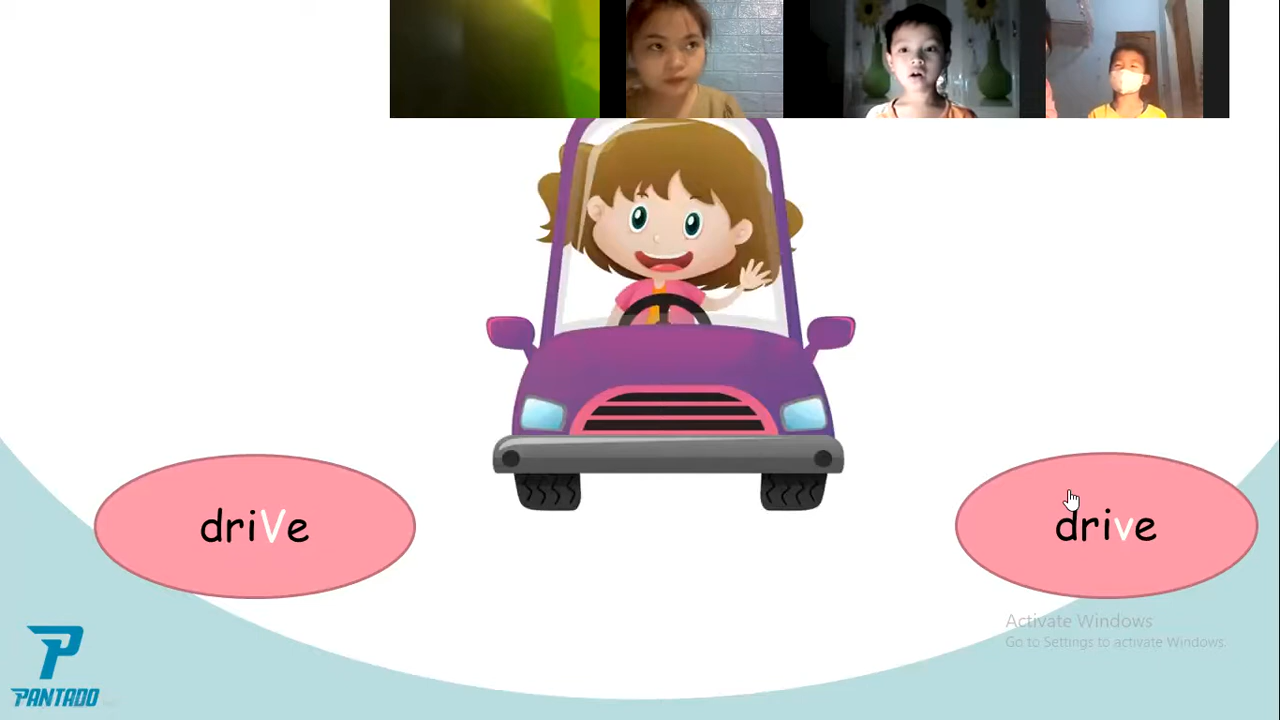 driVe
drive
Activate Windows
Go to Settings to activate Windows.
P
PANTADO